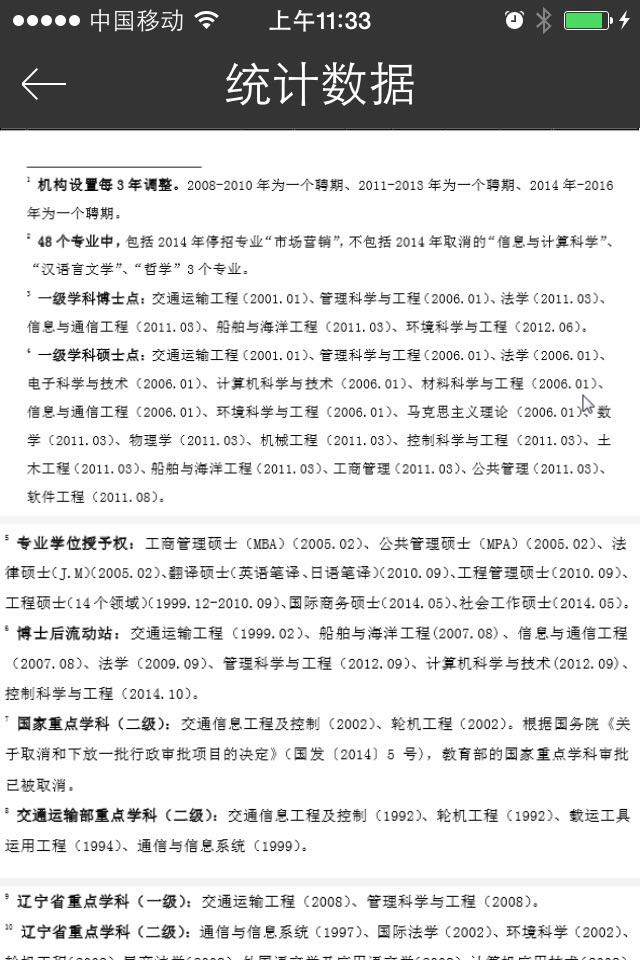 中国移动 上午11:33
统计数据
1 机构设置每3年调整。2008-2010年为一个聘期、2011-2013年为一个聘期、2014年-2016
年为一个聘期。
2 48个专业中，包括2014年停招专业“市场营销”，不包括2014年取消的“信息与计算科学”、
“汉语言文学”、“哲学”3个专业。
3 一级学科博士点：交通运输工程（2001.01）、管理科学与工程（2006.01）、法学（2011.03）、
信息与通信工程（2011.03）、船舶与海洋工程（2011.03）、环境科学与工程（2012.06）。
4 一级学科硕士点：交通运输工程（2001.01）、管理科学与工程（2006.01）、法学（2006.01）、
电子科学与技术（2006.01）、计算机科学与技术（2006.01）、材料科学与工程（2006.01）、
信息与通信工程（2006.01）、环境科学与工程（2006.01）、马克思主义理论（2006.01）、数
学（2011.03）、物理学（2011.03）、机械工程（2011.03）、控制科学与工程（2011.03）、土
木工程（2011.03）、船舶与海洋工程（2011.03）、工商管理（2011.03）、公共管理（2011.03）、
软件工程（2011.08）。
5 专业学位授予权：工商管理硕士（MBA）（2005.02）、公共管理硕士（MPA）（2005.02）、法
律硕士（J.M）（2005.02）、翻译硕士（英语笔译、日语笔译）（2010.09）、工程管理硕士（2010.09）、
工程硕士（14个领域）（1999.12-2010.09）、国际商务硕士（2014.05）、社会工作硕士（2014.05）。
6 博士后流动站：交通运输工程（1999.02）、船舶与海洋工程(2007.08)、信息与通信工程
（2007.08）、法学（2009.09）、管理科学与工程（2012.09）、计算机科学与技术(2012.09)、
控制科学与工程（2014.10）。
7 国家重点学科（二级）：交通信息工程及控制（2002）、轮机工程（2002）。根据国务院《关
于取消和下放一批行政审批项目的决定》（国发〔2014〕5 号），教育部的国家重点学科审批
已被取消。
8 交通运输部重点学科（二级）：交通信息工程及控制（1992）、轮机工程（1992）、载运工具
运用工程（1994）、通信与信息系统（1999）。
9 辽宁省重点学科（一级）：交通运输工程（2008）、管理科学与工程（2008）。
10 辽宁省重点学科（二级）：通信与信息系统（1997）、国际法学（2002）、环境科学（2002）、